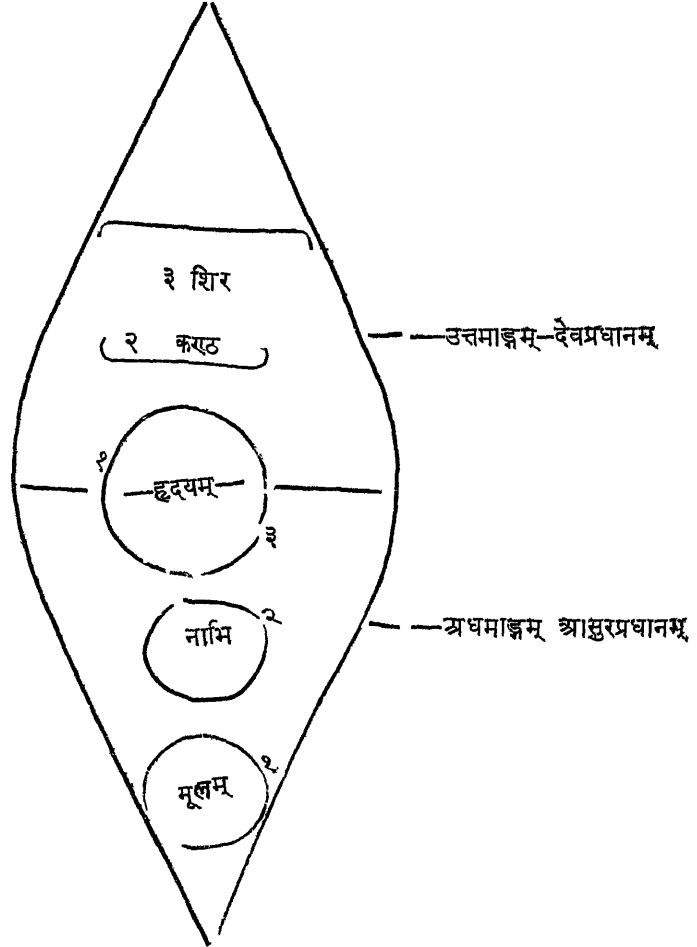 ३ शिर
२ कण्ठ
उत्तमाङ्गम्-देवप्रधानम्
१
हृदयम्
३
२
नाभि
अधमाङ्गम् आसुरप्रधानम्
१
मूलम्